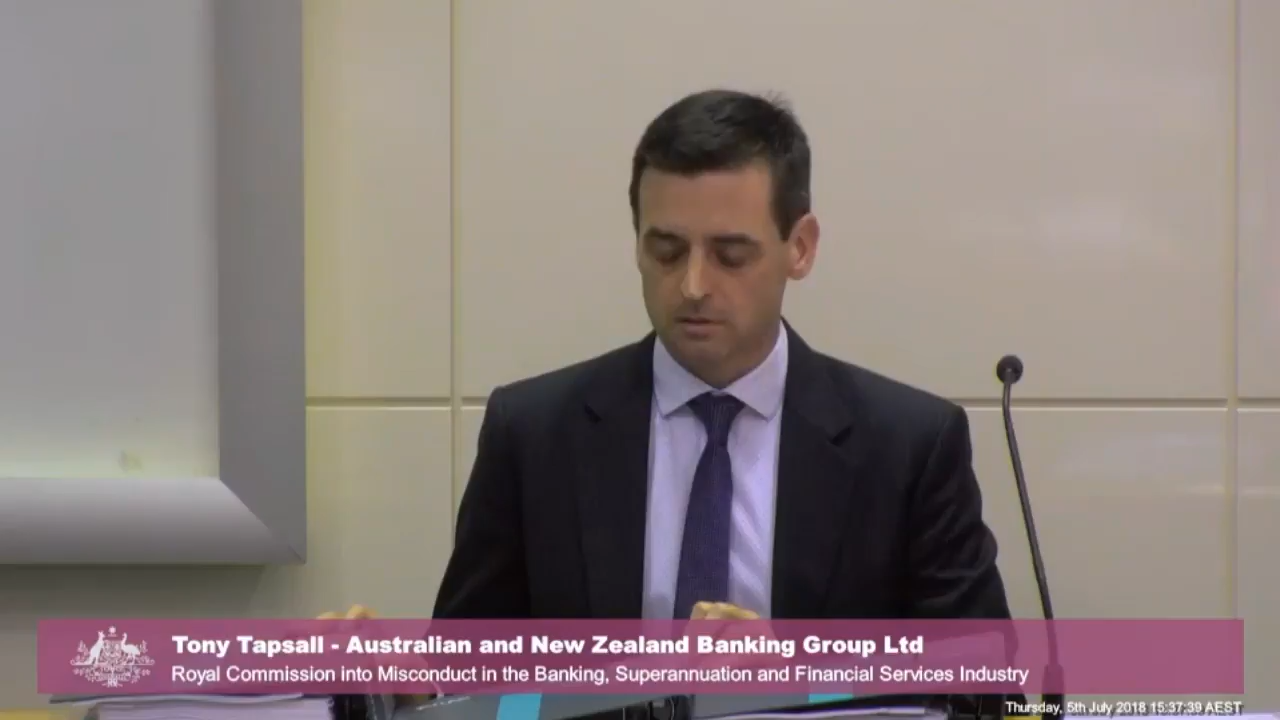 Tony Tapsall - Australian and New Zealand Banking Group Ltd
Royal Commission into Misconduct in the Banking, Superannuation and Financial Services Industry
Thursday, 5th July 2018 15:37:39 AEST